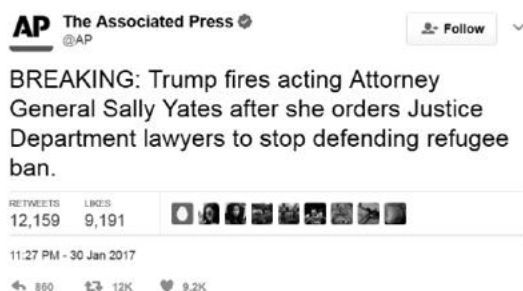 AP The Associated Press
@AP
Follow
BREAKING: Trump fires acting Attorney
General Sally Yates after she orders Justice
Department lawyers to stop defending refugee
ban.
RETWEETS LIKES
12,159 9,191
11:27 PM - 30 Jan 2017
860 12K 9.2K